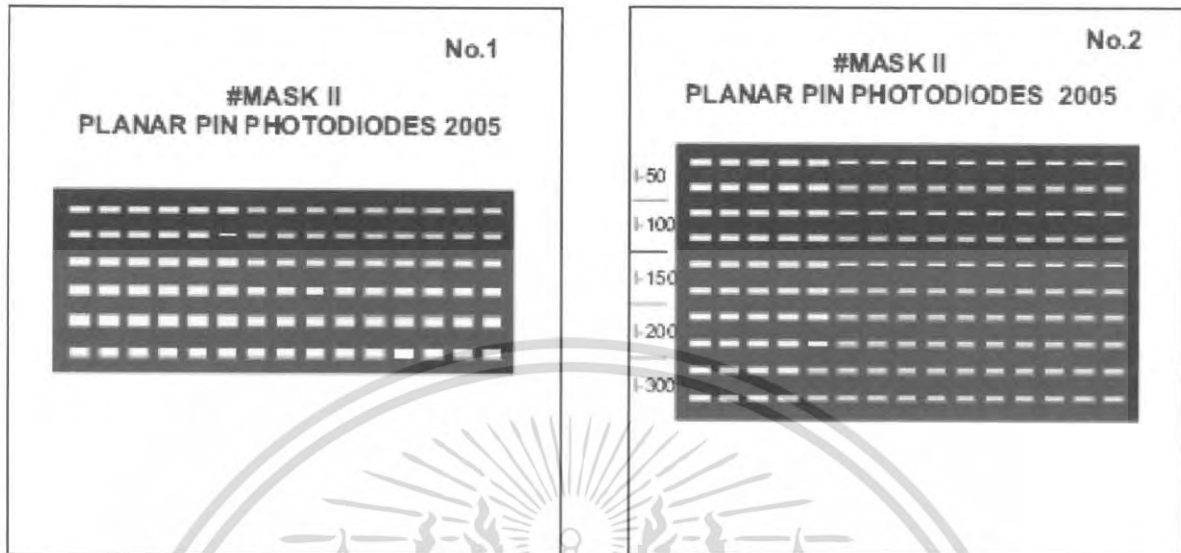 No.1
#MASK II
PLANAR PIN PHOTODIODES 2005
No.2
#MASK II
PLANAR PIN PHOTODIODES 2005
I-50
I-100
I-150
I-200
I-300